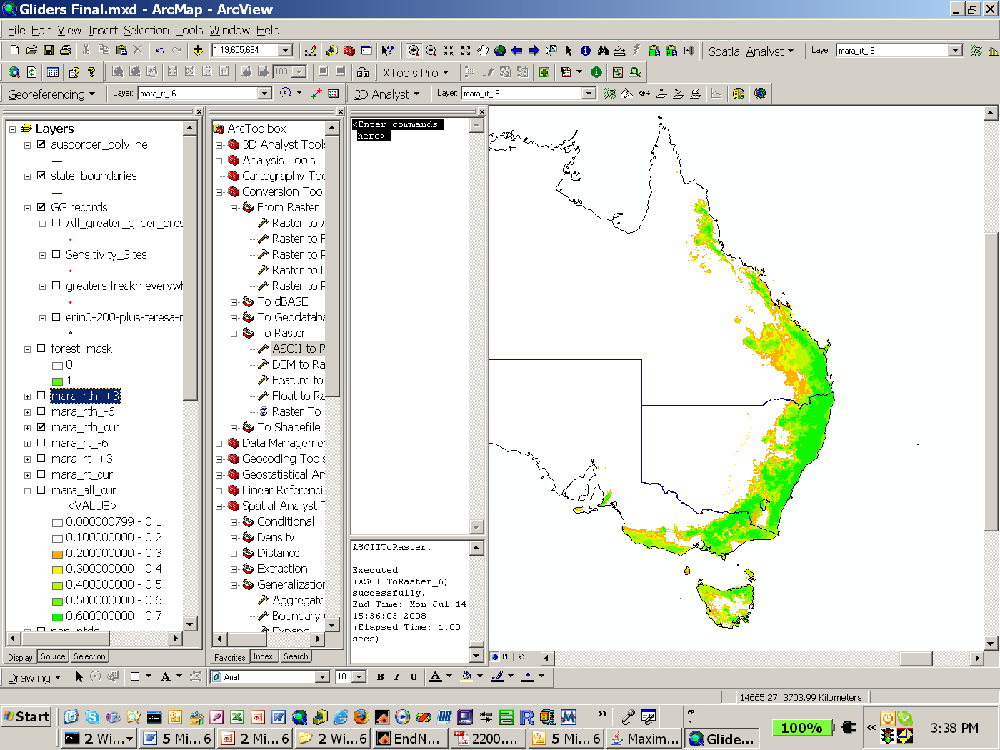 Gliders Final.mxd - ArcMap - ArcView
File Edit View Insert Selection Tools Window Help
1:19,655,684
Spatial Analyst
Layer: mara_rt_-6
100
XTools Pro
Georeferencing
Layer: mara_rt_-6
3D Analyst
Layer: mara_rt_-6
Layers
ausborder_polyline
state_boundaries
GG records
All_greater_glider_pres
Sensitivity_Sites
greaters freakn everywh
erin0-200-plus-teresa-r
forest_mask
0
1
mara_rth_+3
mara_rth_-6
mara_rth_cur
mara_rt_-6
mara_rt_+3
mara_rt_cur
mara_all_cur
<VALUE>
0.000000799 - 0.1
0.100000000 - 0.2
0.200000000 - 0.3
0.300000000 - 0.4
0.400000000 - 0.5
0.500000000 - 0.6
0.600000000 - 0.7
Display Source Selection
ArcToolbox
3D Analyst Tools
Analysis Tools
Cartography Too
Conversion Tool
From Raster
Raster to A
Raster to F
Raster to P
Raster to P
Raster to P
To dBASE
To Geodataba
To Raster
ASCII to R
DEM to Ra
Feature to
Float to Ra
Raster To
To Shapefile
Data Managemer
Geocoding Tools
Geostatistical Ar
Linear Referencir
Spatial Analyst T
Conditional
Density
Distance
Extraction
Generalization
Aggregate
Boundary
Expand
Favorites Index Search
<Enter commands
here>
ASCIIToRaster.
Executed
(ASCIIToRaster_6)
successfully.
End Time: Mon Jul 14
15:36:03 2008
(Elapsed Time: 1.00
secs)
Drawing
A
Arial
10
B I U
A
14665.27 3703.99 Kilometers
Start
100%
3:38 PM
2 Wi...
5 Mi... 6
2 Mi... 6
2 Wi...6
EndN...
2200....
5 Mi... 6
Maxim...
Glide...